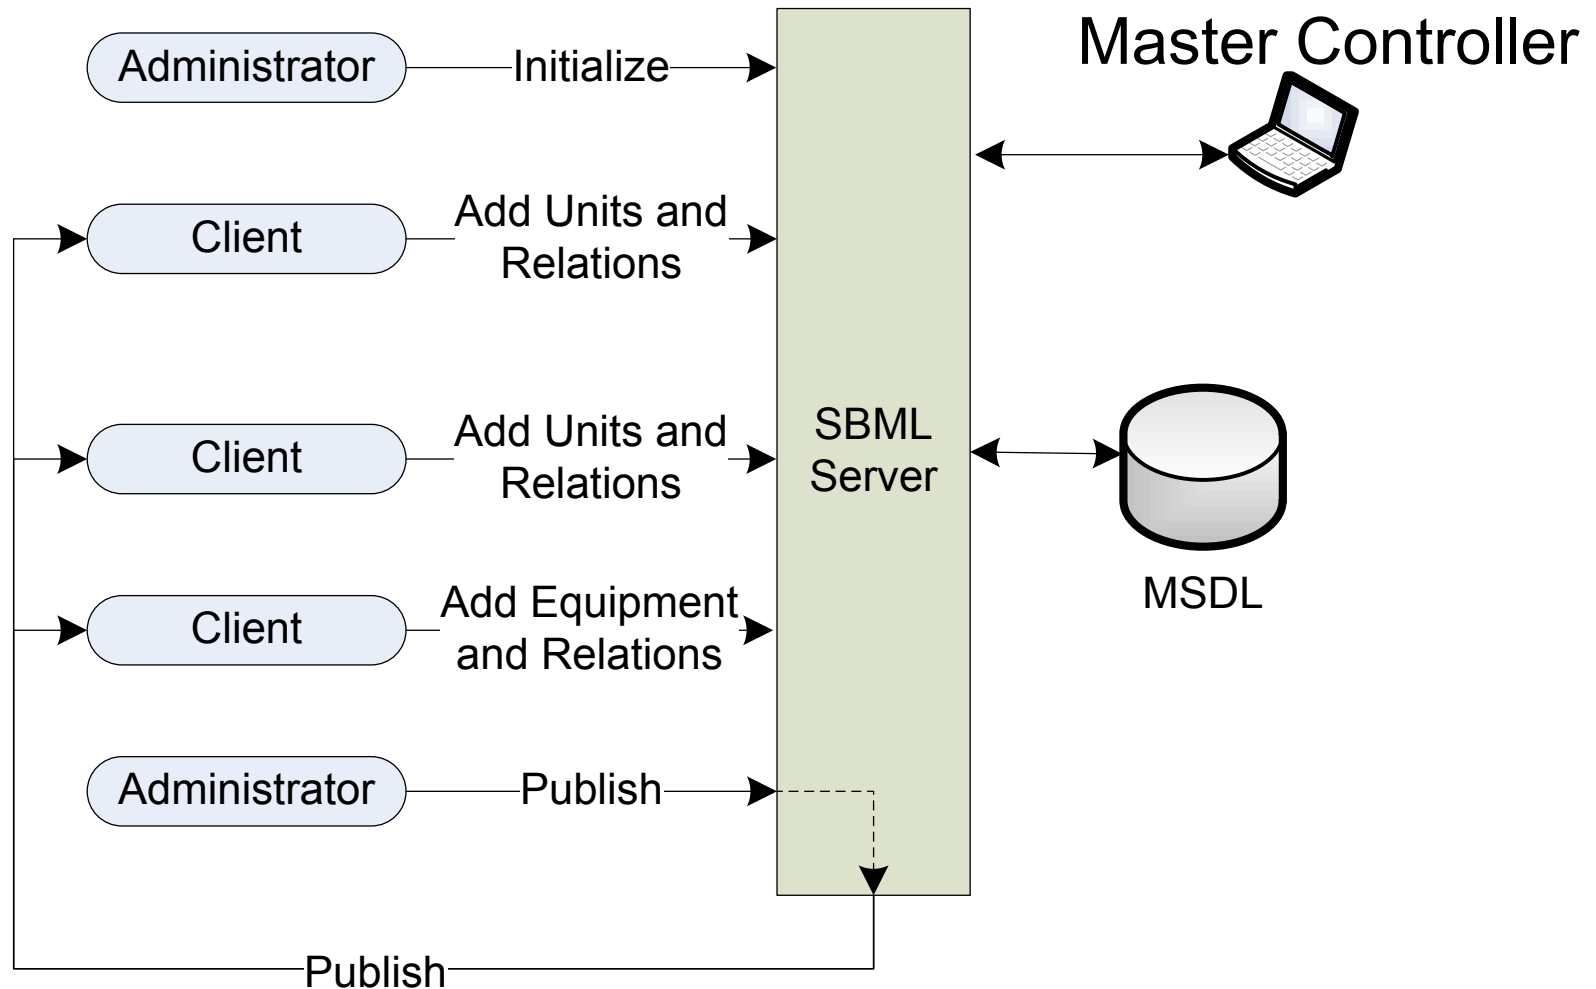 Administrator
Initialize
Master Controller
Client
Add Units and
Relations
Client
Add Units and
Relations
SBML
Server
MSDL
Client
Add Equipment
and Relations
Administrator
Publish
Publish